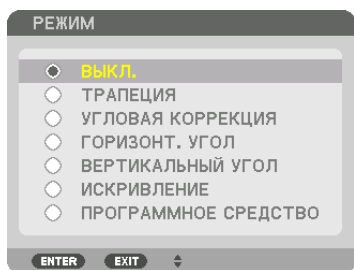 РЕЖИМ
ВЫКЛ.
ТРАПЕЦИЯ
УГЛОВАЯ КОРРЕКЦИЯ
ГОРИЗОНТ. УГОЛ
ВЕРТИКАЛЬНЫЙ УГОЛ
ИСКРИВЛЕНИЕ
ПРОГРАММНОЕ СРЕДСТВО
ENTER EXIT